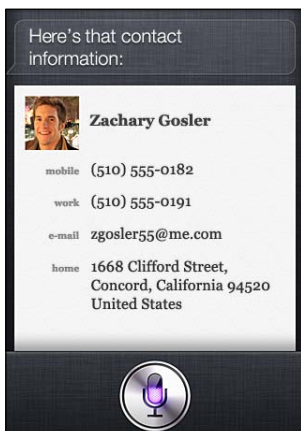 Here's that contact
information:
Zachary Gosler
mobile (510) 555-0182
work (510) 555-0191
e-mail zgosler55@me.com
home 1668 Clifford Street,
Concord, California 94520
United States